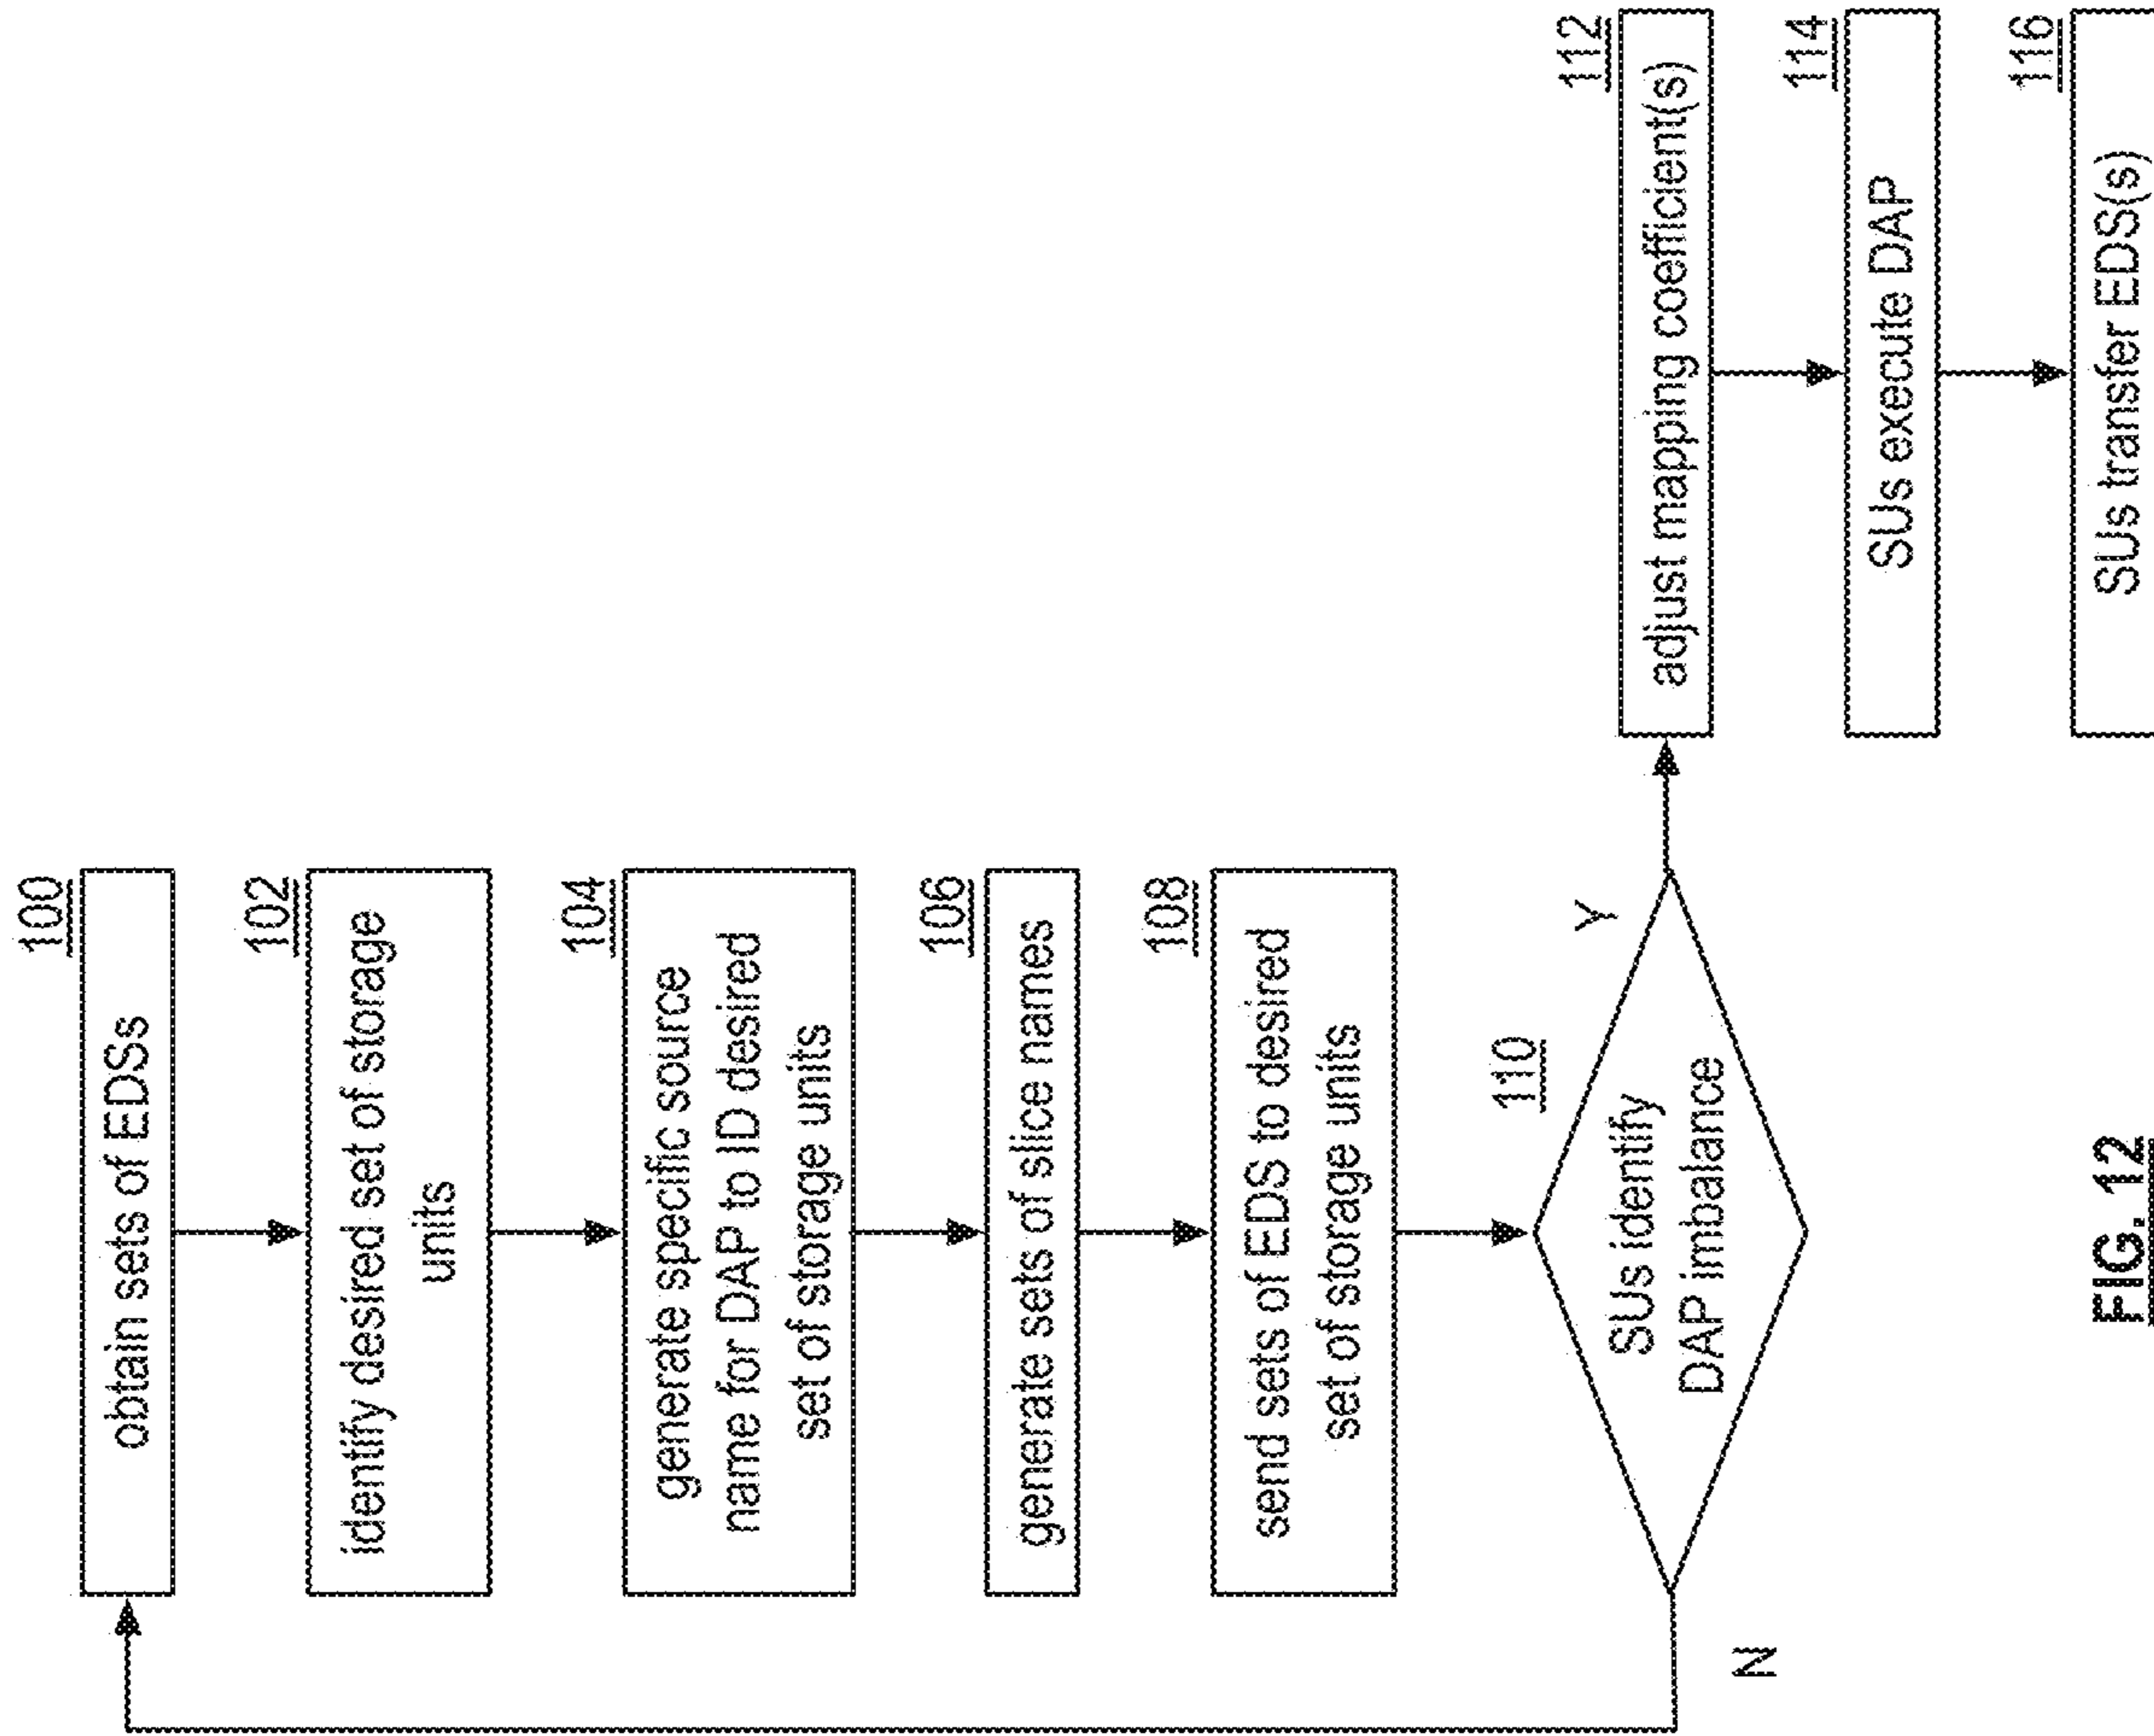 100
obtain sets of EDSs
102
identify desired set of storage
units
104
generate specific source
name for DAP to ID desired
set of storage units
106
generate sets of slice names
108
send sets of EDS to desired
set of storage units
110
SUs identify
DAP imbalance
Y
N
112
adjust mapping coefficient(s)
114
SUs execute DAP
116
SUs transfer EDS(s)
FIG. 12